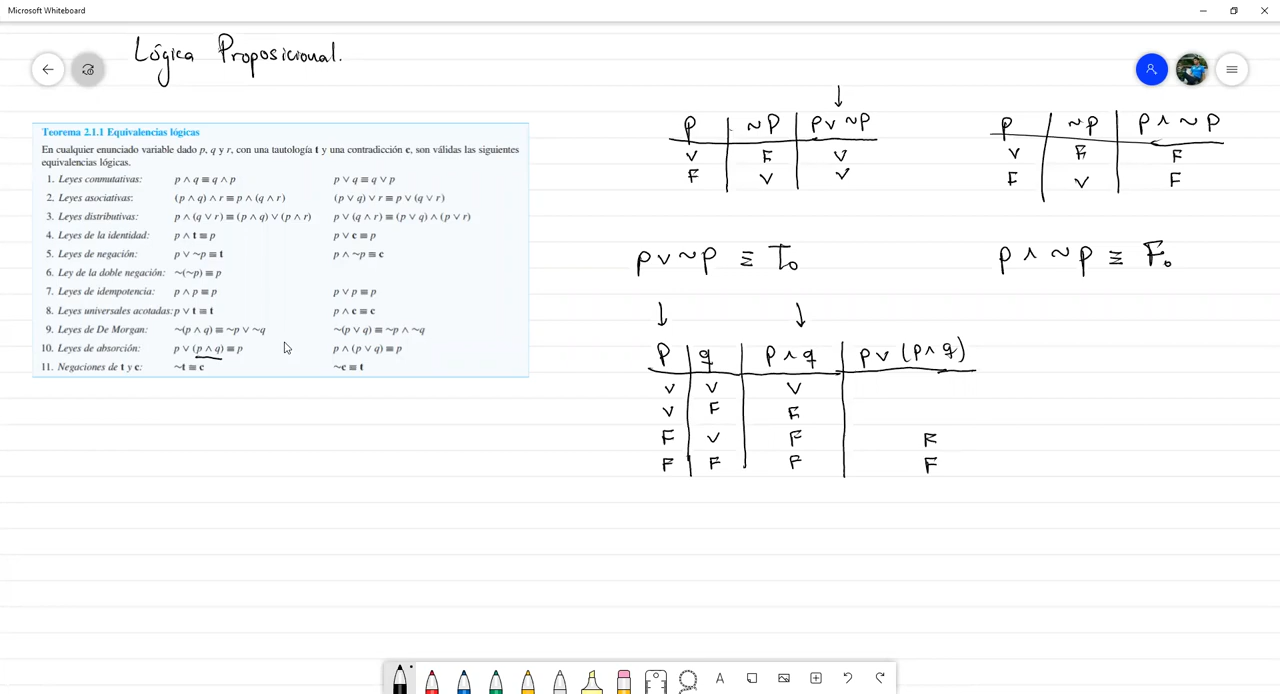 Microsoft Whiteboard
Lógica Proposicional.
Teorema 2.1.1 Equivalencias lógicas
En cualquier enunciado variable dado p, q y r, con una tautología t y una contradicción c, son válidas las siguientes
equivalencias lógicas.
1. Leyes conmutativas: p ∧ q ≡ q ∧ p p ∨ q ≡ q ∨ p
2. Leyes asociativas: (p ∧ q) ∧ r ≡ p ∧ (q ∧ r) (p ∨ q) ∨ r ≡ p ∨ (q ∨ r)
3. Leyes distributivas: p ∧ (q ∨ r) ≡ (p ∧ q) ∨ (p ∧ r) p ∨ (q ∧ r) ≡ (p ∨ q) ∧ (p ∨ r)
4. Leyes de la identidad: p ∧ t ≡ p p ∨ c ≡ p
5. Leyes de negación: p ∨ ~p ≡ t p ∧ ~p ≡ c
6. Ley de la doble negación: ~(~p) ≡ p
7. Leyes de idempotencia: p ∧ p ≡ p p ∨ p ≡ p
8. Leyes universales acotadas: p ∨ t ≡ t p ∧ c ≡ c
9. Leyes de De Morgan: ~(p ∧ q) ≡ ~p ∨ ~q ~(p ∨ q) ≡ ~p ∧ ~q
10. Leyes de absorción: p ∨ (p ∧ q) ≡ p p ∧ (p ∨ q) ≡ p
11. Negaciones de t y c: ~t ≡ c ~c ≡ t
↓
p ~p p ∨ ~p
V F V
F V V
p ~p p ∧ ~p
V F F
F V F
p ∨ ~p ≡ T₀
p ∧ ~p ≡ F₀
↓ ↓
p q p ∧ q p ∨ (p ∧ q)
V V V
V F F
F V F F
F F F F
A